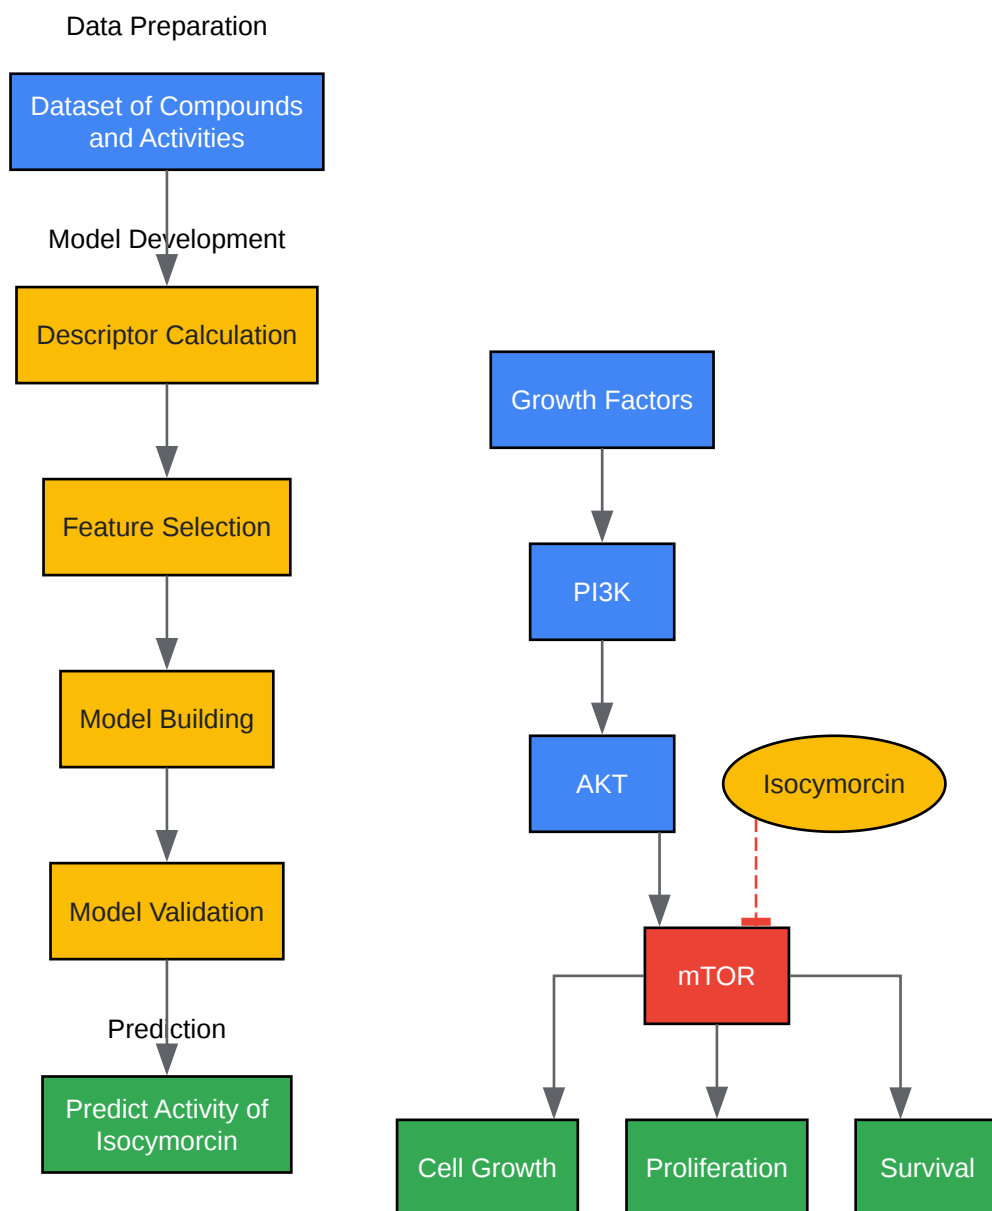 Data Preparation
Dataset of Compounds
and Activities
Model Development
Descriptor Calculation
Feature Selection
Model Building
Model Validation
Prediction
Predict Activity of
Isocymorcin
Growth Factors
PI3K
AKT
Isocymorcin
mTOR
Cell Growth
Proliferation
Survival